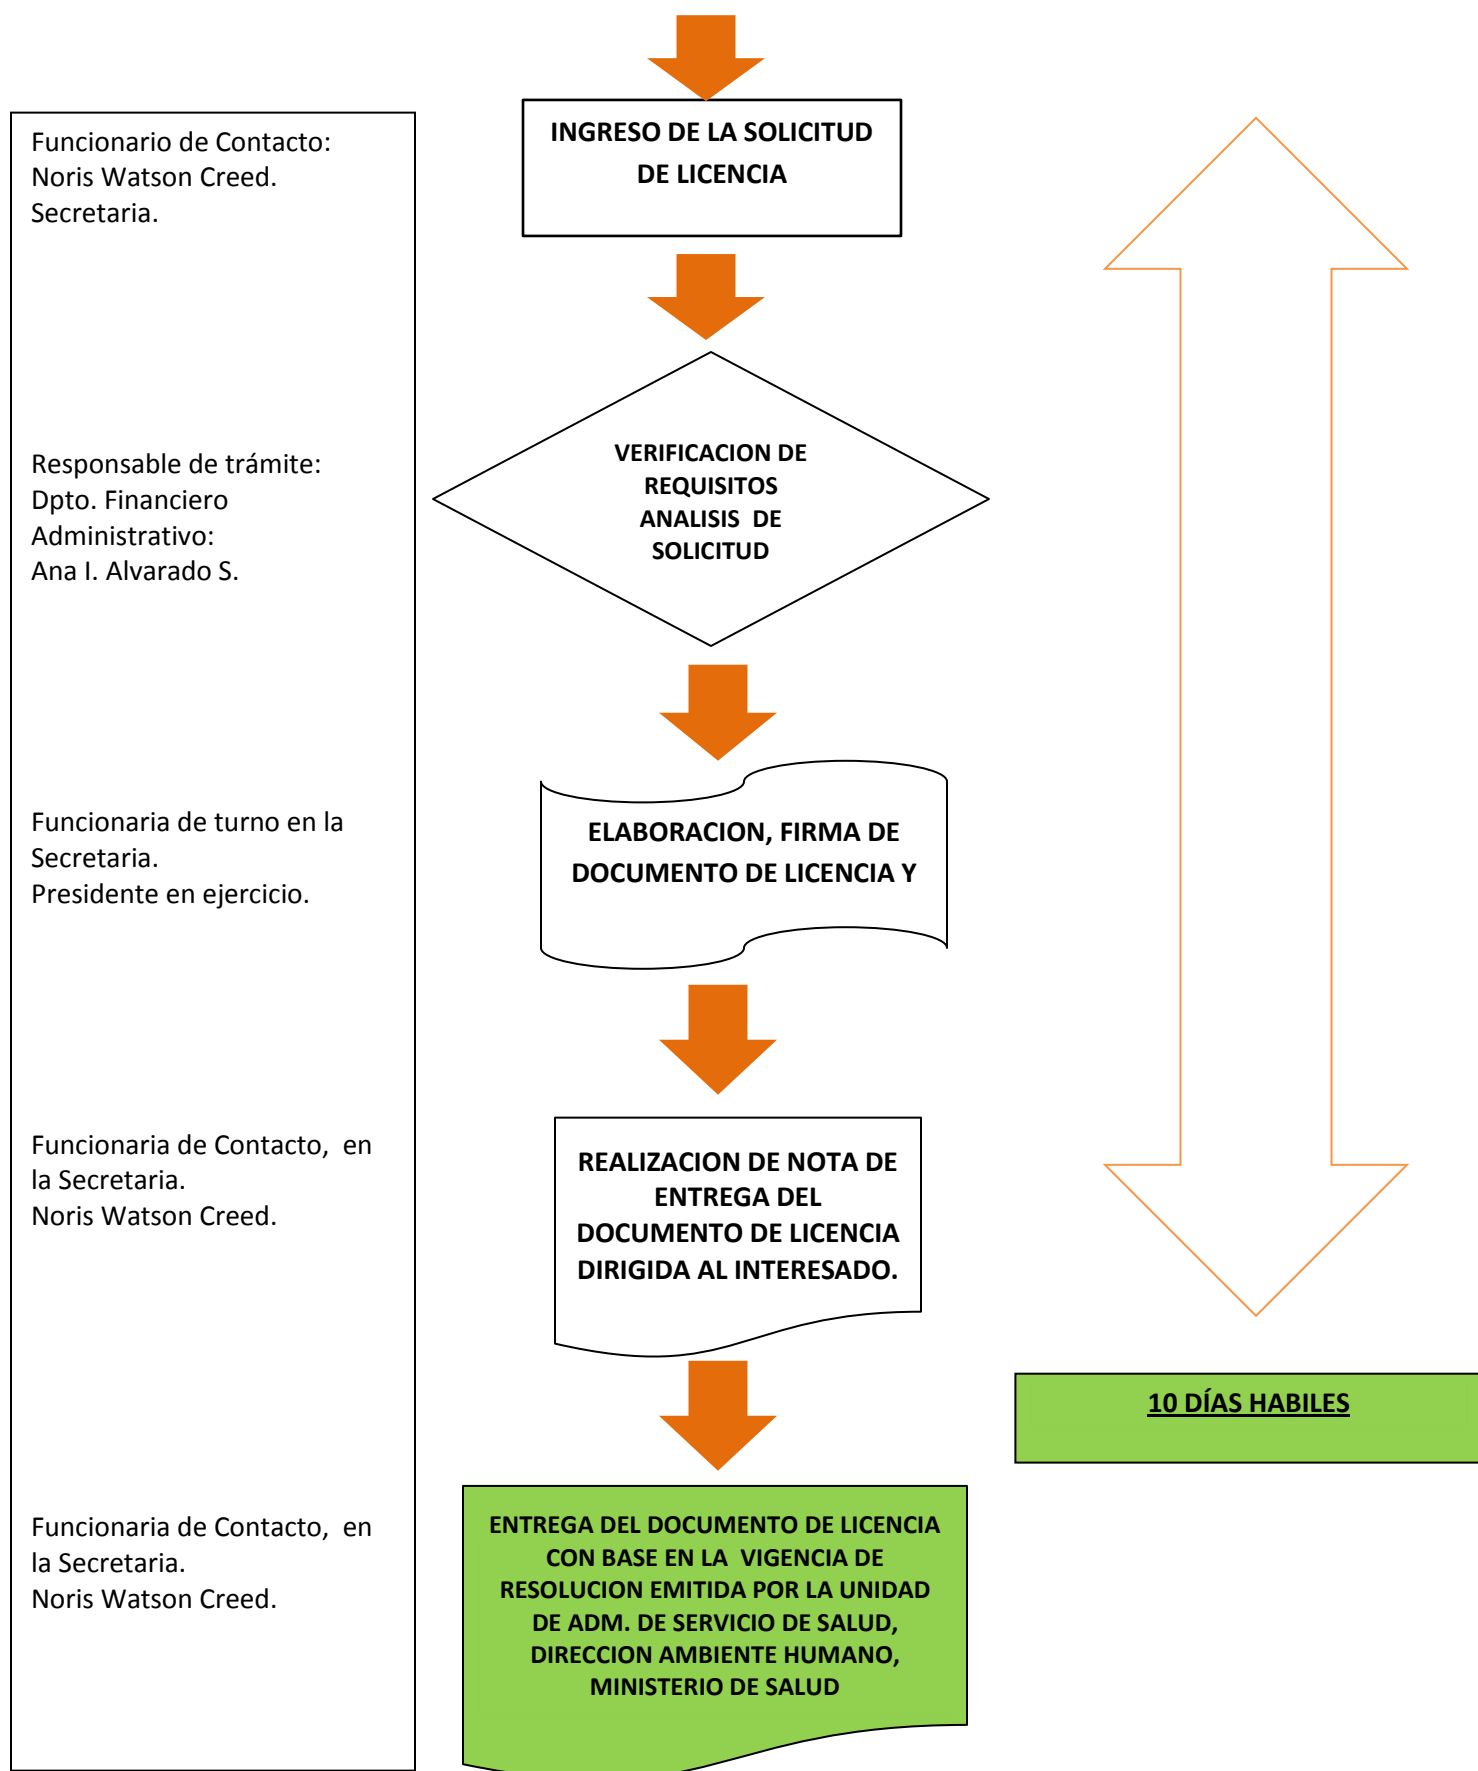 INGRESO DE LA SOLICITUD
DE LICENCIA
Funcionario de Contacto:
Noris Watson Creed.
Secretaria.
VERIFICACION DE
REQUISITOS
ANALISIS DE
SOLICITUD
Responsable de trámite:
Dpto. Financiero
Administrativo:
Ana I. Alvarado S.
ELABORACION, FIRMA DE
DOCUMENTO DE LICENCIA Y
Funcionaria de turno en la
Secretaria.
Presidente en ejercicio.
REALIZACION DE NOTA DE
ENTREGA DEL
DOCUMENTO DE LICENCIA
DIRIGIDA AL INTERESADO.
Funcionaria de Contacto, en
la Secretaria.
Noris Watson Creed.
10 DÍAS HABILES
ENTREGA DEL DOCUMENTO DE LICENCIA
CON BASE EN LA VIGENCIA DE
RESOLUCION EMITIDA POR LA UNIDAD
DE ADM. DE SERVICIO DE SALUD,
DIRECCION AMBIENTE HUMANO,
MINISTERIO DE SALUD
Funcionaria de Contacto, en
la Secretaria.
Noris Watson Creed.